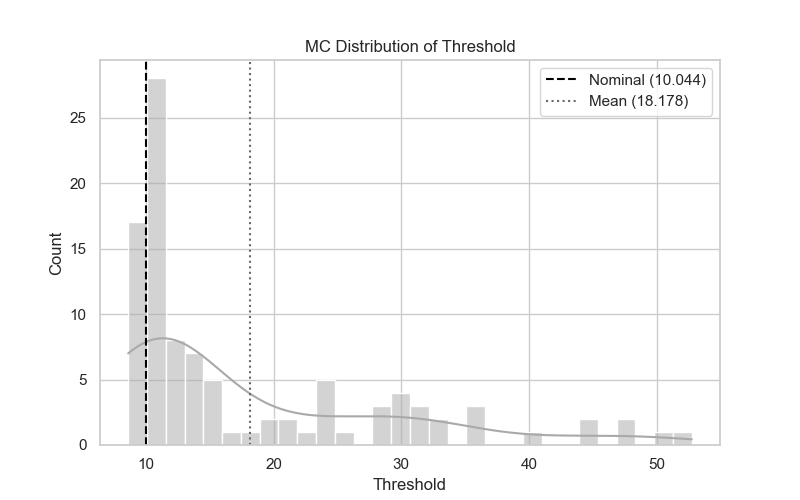 MC Distribution of Threshold
Nominal (10.044)
Mean (18.178)
25
20
15
10
5
0
Count
10
20
30
40
50
Threshold